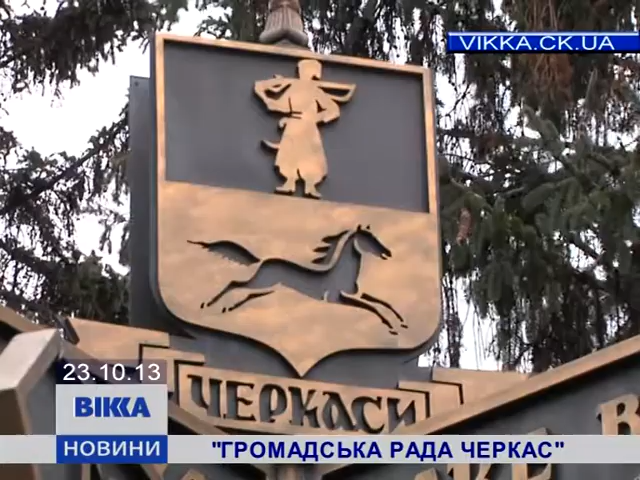 VIKKA.CK.UA
ЧЕРКАСИ
23.10.13
ВІККА
НОВИНИ
"ГРОМАДСЬКА РАДА ЧЕРКАС"